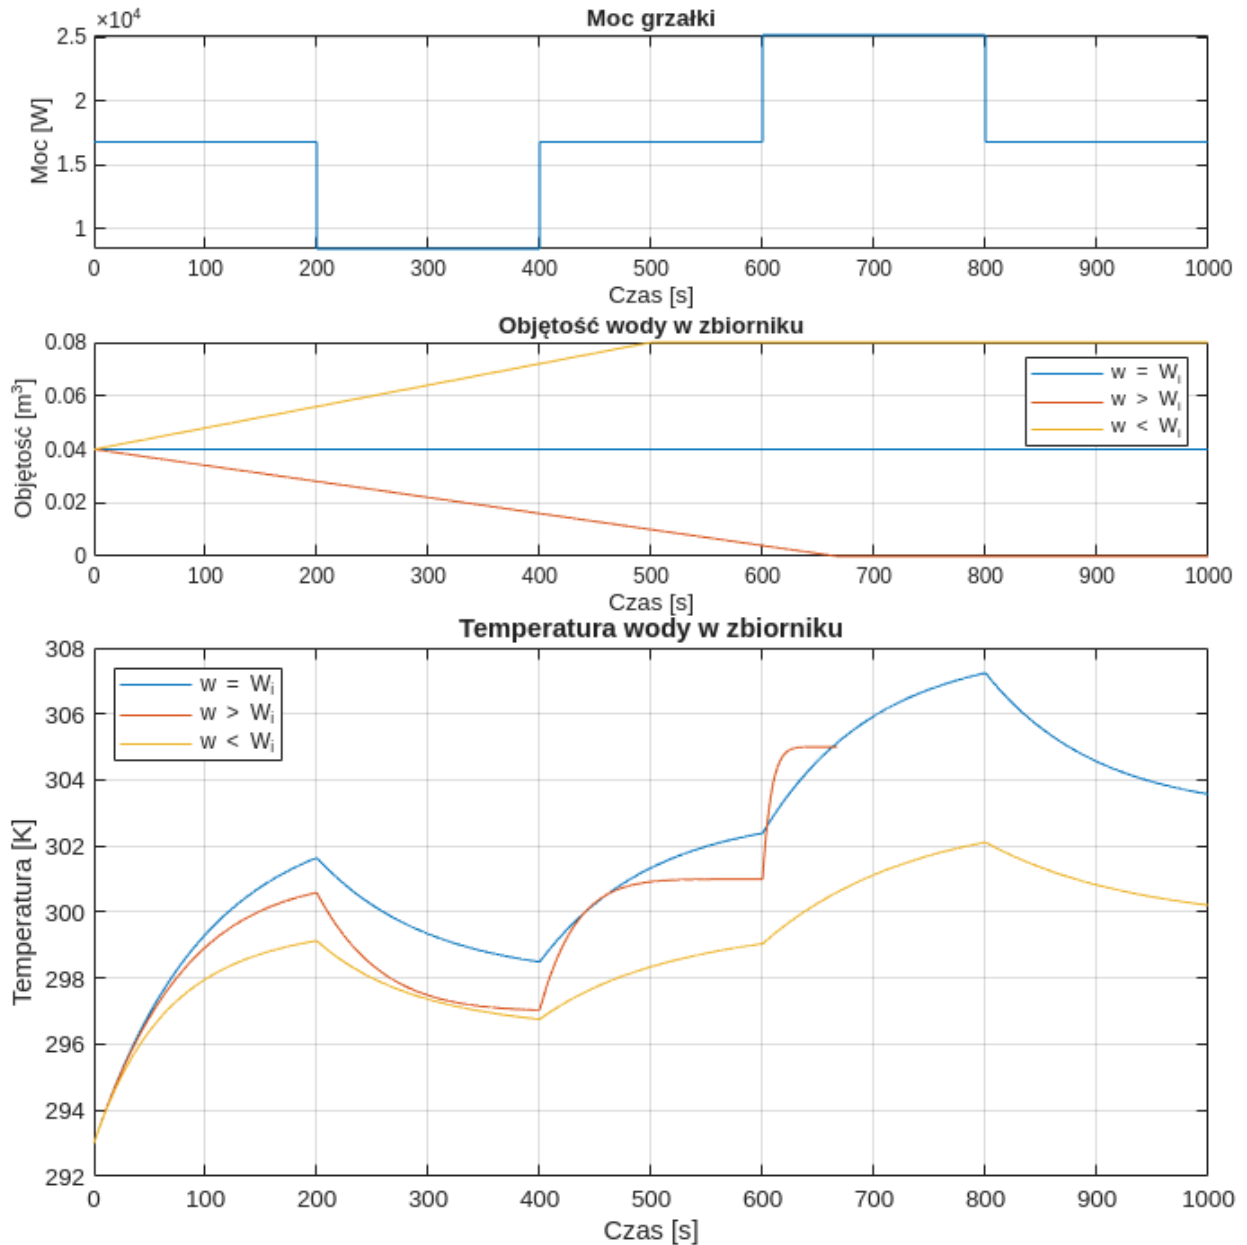 Moc grzałki
×10⁴
2.5
2
1.5
1
Moc [W]
0 100 200 300 400 500 600 700 800 900 1000
Czas [s]
Objętość wody w zbiorniku
0.08
0.06
0.04
0.02
0
Objętość [m³]
w = Wᵢ
w > Wᵢ
w < Wᵢ
0 100 200 300 400 500 600 700 800 900 1000
Czas [s]
Temperatura wody w zbiorniku
308
306
304
302
300
298
296
294
292
Temperatura [K]
w = Wᵢ
w > Wᵢ
w < Wᵢ
0 100 200 300 400 500 600 700 800 900 1000
Czas [s]